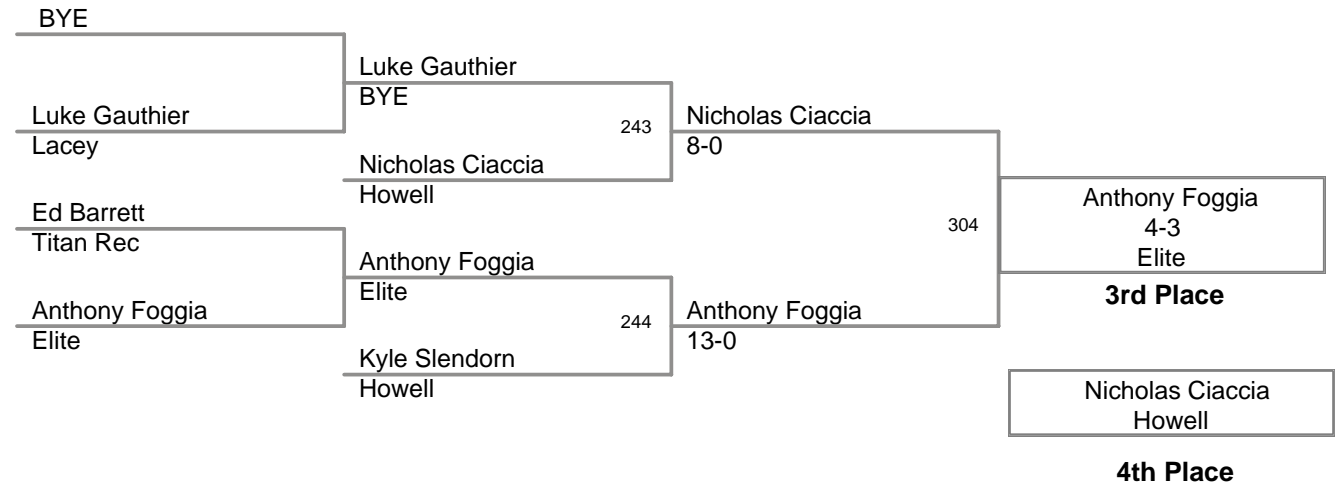 BYE
Luke Gauthier
Lacey
Ed Barrett
Titan Rec
Anthony Foggia
Elite
Luke Gauthier
BYE
243
Nicholas Ciaccia
Howell
Anthony Foggia
Elite
244
Kyle Slendorn
Howell
Nicholas Ciaccia
8-0
304
Anthony Foggia
13-0
Anthony Foggia
4-3
Elite
3rd Place
Nicholas Ciaccia
Howell
4th Place